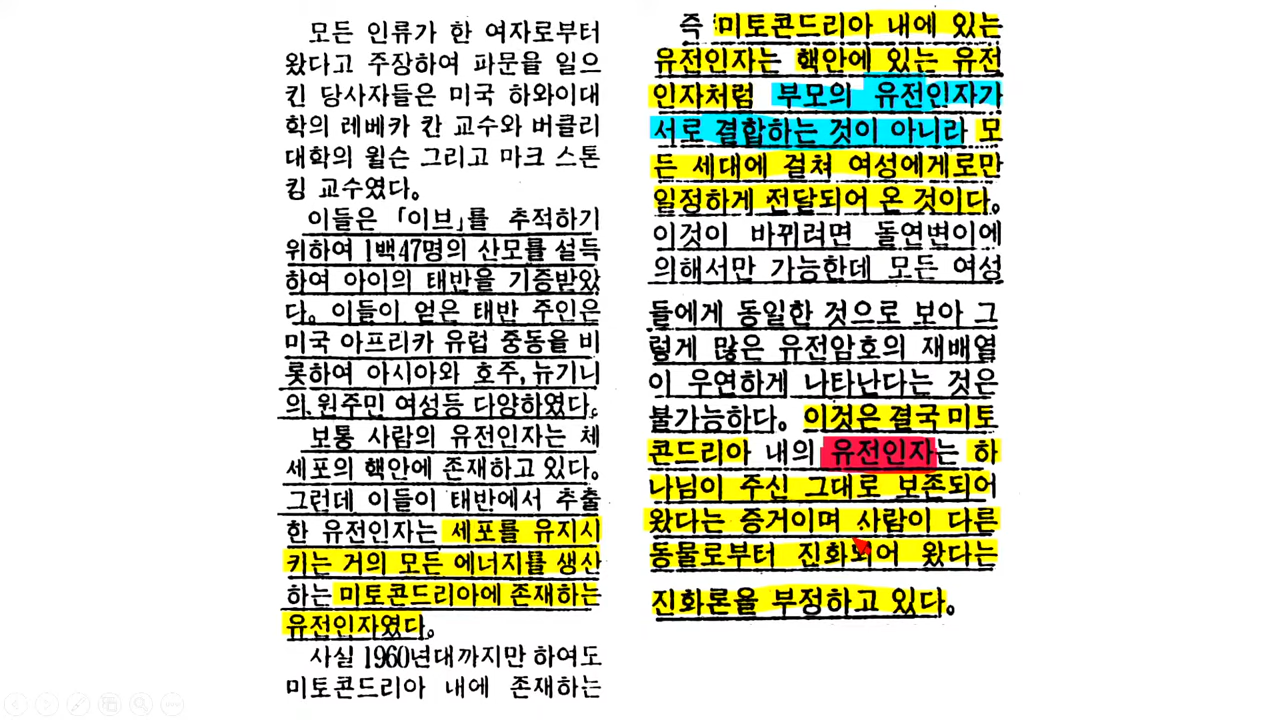 모든 인류가 한 여자로부터
왔다고 주장하여 파문을 일으
킨 당사자들은 미국 하와이대
학의 레베카 칸 교수와 버클리
대학의 윌슨 그리고 마크 스톤
킹 교수였다.
이들은 「이브」를 추적하기
위하여 1백47명의 산모를 설득
하여 아이의 태반을 기증받았
다. 이들이 얻은 태반 주인은
미국 아프리카 유럽 중동을 비
롯하여 아시아와 호주, 뉴기니
의 원주민 여성등 다양하였다.
보통 사람의 유전인자는 체
세포의 핵안에 존재하고 있다.
그런데 이들이 태반에서 추출
한 유전인자는 세포를 유지시
키는 거의 모든 에너지를 생산
하는 미토콘드리아에 존재하는
유전인자였다.
사실 1960년대까지만 하여도
미토콘드리아 내에 존재하는
즉 미토콘드리아 내에 있는
유전인자는 핵안에 있는 유전
인자처럼 부모의 유전인자가
서로 결합하는 것이 아니라 모
든 세대에 걸쳐 여성에게로만
일정하게 전달되어 온 것이다.
이것이 바뀌려면 돌연변이에
의해서만 가능한데 모든 여성
들에게 동일한 것으로 보아 그
렇게 많은 유전암호의 재배열
이 우연하게 나타난다는 것은
불가능하다. 이것은 결국 미토
콘드리아 내의 유전인자는 하
나님이 주신 그대로 보존되어
왔다는 증거이며 사람이 다른
동물로부터 진화되어 왔다는
진화론을 부정하고 있다.